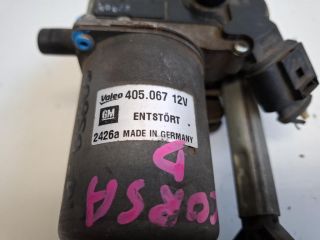 Valeo 405.067 12V
GM ENTSTÖRT
2426a MADE IN GERMANY
CORSA
D